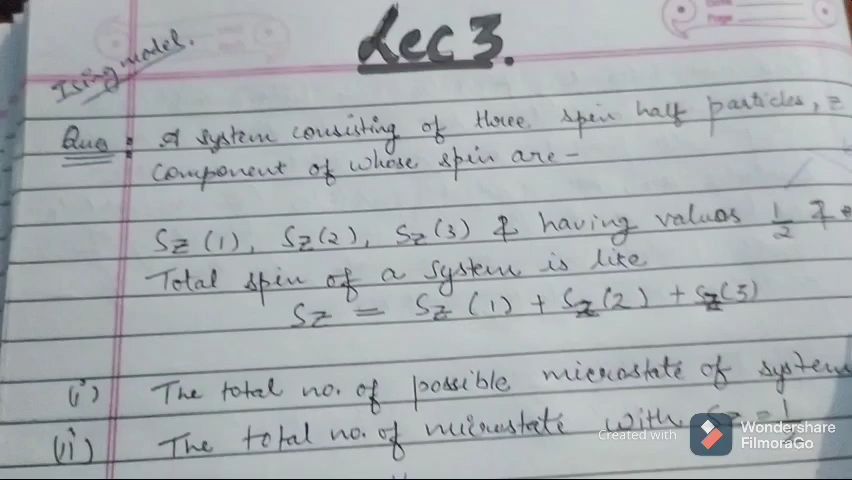 Lec 3.
Ising model.
Que : A system consisting of three spin half particles, z
component of whose spin are -
Sz (1), Sz (2), Sz (3) & having values 1/2 &
Total spin of a system is like
Sz = Sz (1) + Sz (2) + Sz (3)
(i) The total no. of possible microstate of system
(ii) The total no. of microstate with Sz = 1/2
Created with Wondershare FilmoraGo